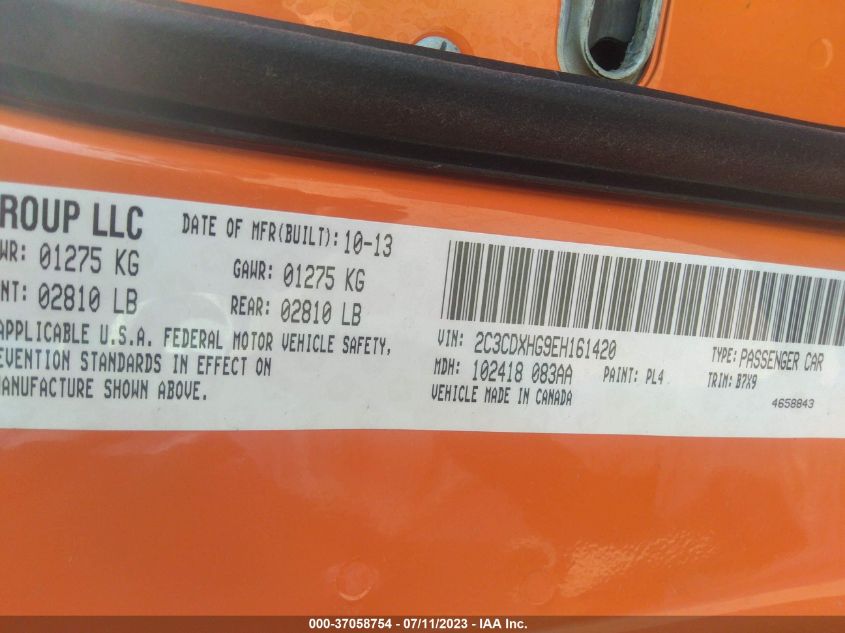 ROUP LLC
DATE OF MFR(BUILT): 10-13
WR: 01275 KG
GAWR: 01275 KG
NT: 02810 LB
REAR: 02810 LB
APPLICABLE U.S.A. FEDERAL MOTOR VEHICLE SAFETY,
EVENTION STANDARDS IN EFFECT ON
MANUFACTURE SHOWN ABOVE.
VIN: 2C3CDXHG9EH161420
TYPE: PASSENGER CAR
MDH: 102418 083AA
PAINT: PL4
TRIM: B7X9
VEHICLE MADE IN CANADA
4658843
000-37058754 - 07/11/2023 - IAA Inc.